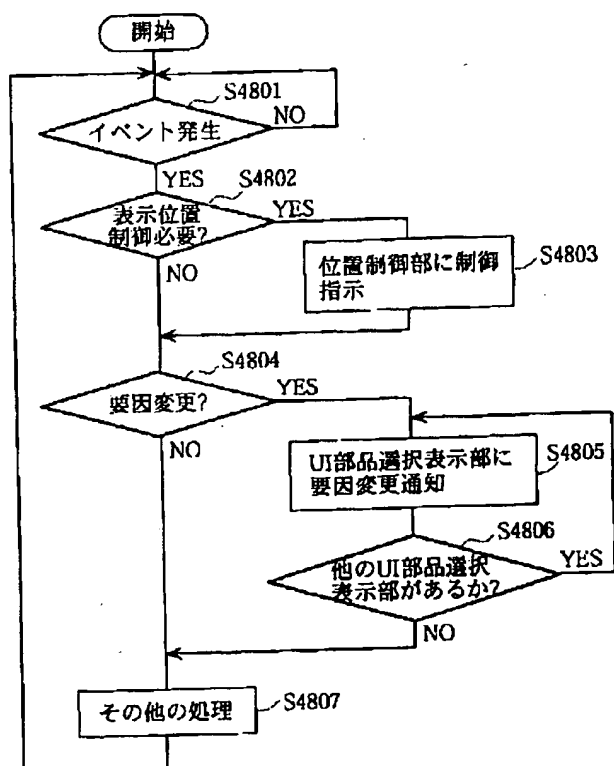 開始
S4801
NO
イベント発生
YES
S4802
表示位置
制御必要?
YES
NO
位置制御部に制御
指示
S4803
S4804
要因変更?
YES
NO
UI部品選択表示部に
要因変更通知
S4805
S4806
他のUI部品選択
表示部があるか?
YES
NO
その他の処理
S4807